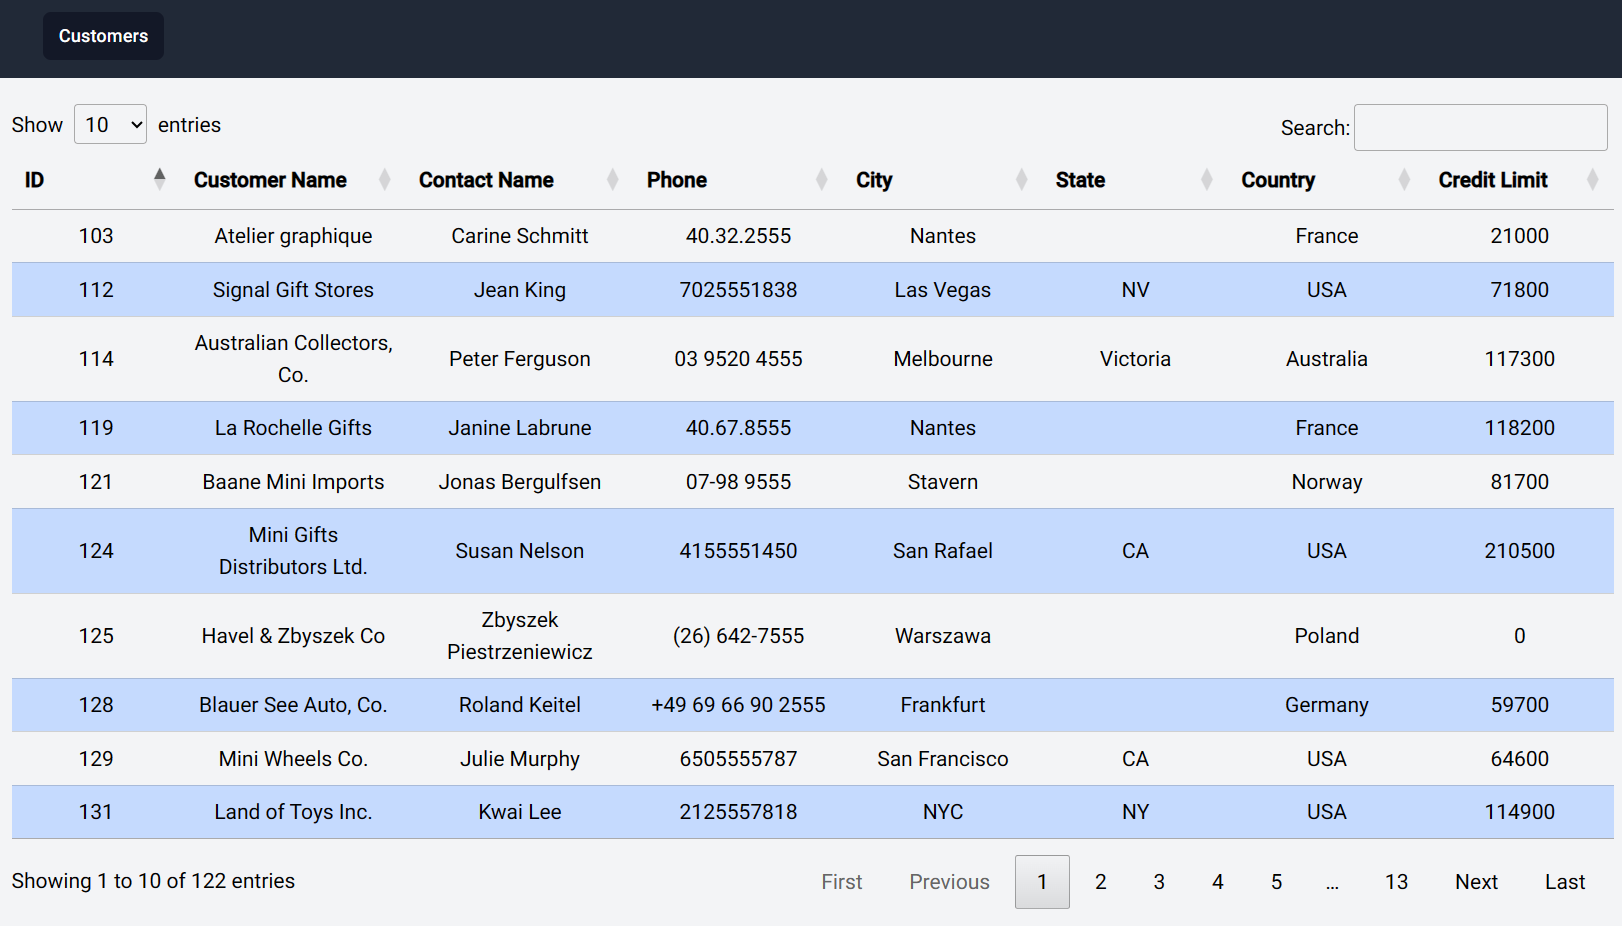 Customers
Show 10 entries Search:
ID Customer Name Contact Name Phone City State Country Credit Limit
103 Atelier graphique Carine Schmitt 40.32.2555 Nantes France 21000
112 Signal Gift Stores Jean King 7025551838 Las Vegas NV USA 71800
114 Australian Collectors, Co. Peter Ferguson 03 9520 4555 Melbourne Victoria Australia 117300
119 La Rochelle Gifts Janine Labrune 40.67.8555 Nantes France 118200
121 Baane Mini Imports Jonas Bergulfsen 07-98 9555 Stavern Norway 81700
124 Mini Gifts Distributors Ltd. Susan Nelson 4155551450 San Rafael CA USA 210500
125 Havel & Zbyszek Co Zbyszek Piestrzeniewicz (26) 642-7555 Warszawa Poland 0
128 Blauer See Auto, Co. Roland Keitel +49 69 66 90 2555 Frankfurt Germany 59700
129 Mini Wheels Co. Julie Murphy 6505555787 San Francisco CA USA 64600
131 Land of Toys Inc. Kwai Lee 2125557818 NYC NY USA 114900
Showing 1 to 10 of 122 entries First Previous 1 2 3 4 5 … 13 Next Last